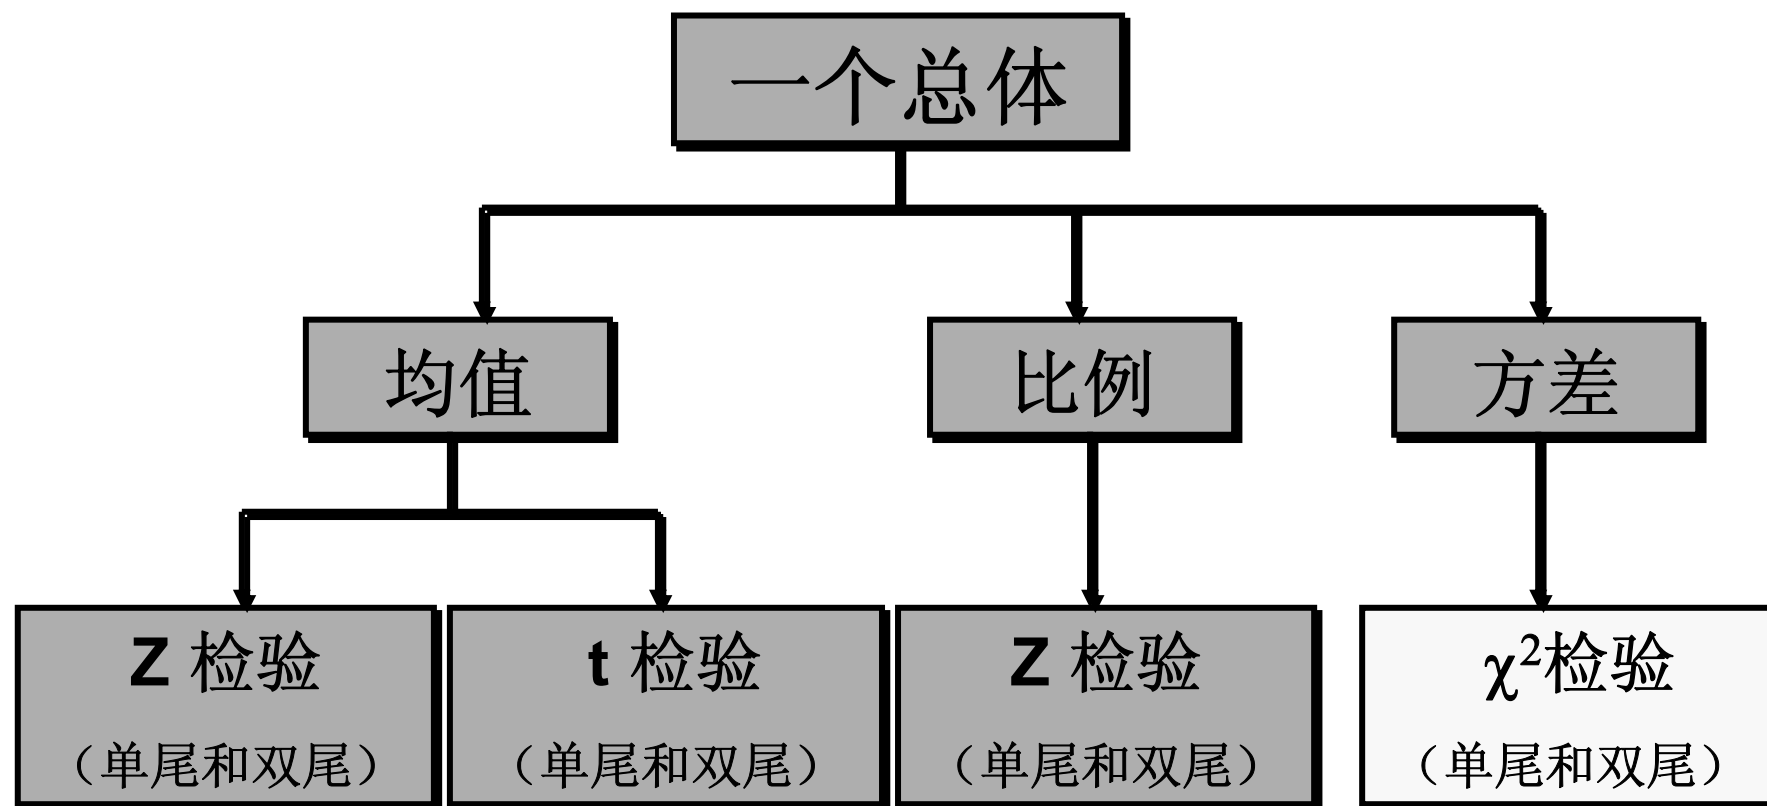 一个总体
均值
比例
方差
Z 检验
（单尾和双尾）
t 检验
（单尾和双尾）
Z 检验
（单尾和双尾）
χ²检验
（单尾和双尾）